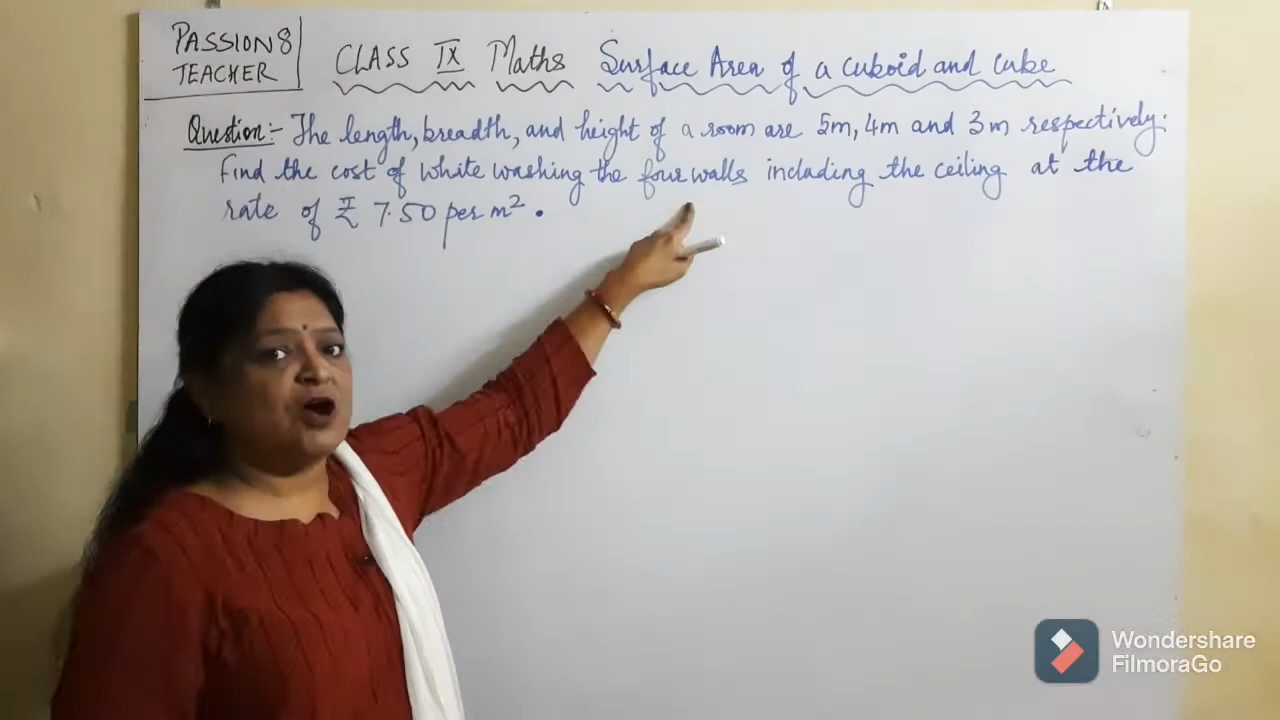 PASSION 8
TEACHER
CLASS IX Maths Surface Area of a cuboid and cube
Question:- The length, breadth, and height of a room are 5m, 4m and 3m respectively.
Find the cost of white washing the four walls including the ceiling at the
rate of ₹ 7.50 per m².
Wondershare
FilmoraGo